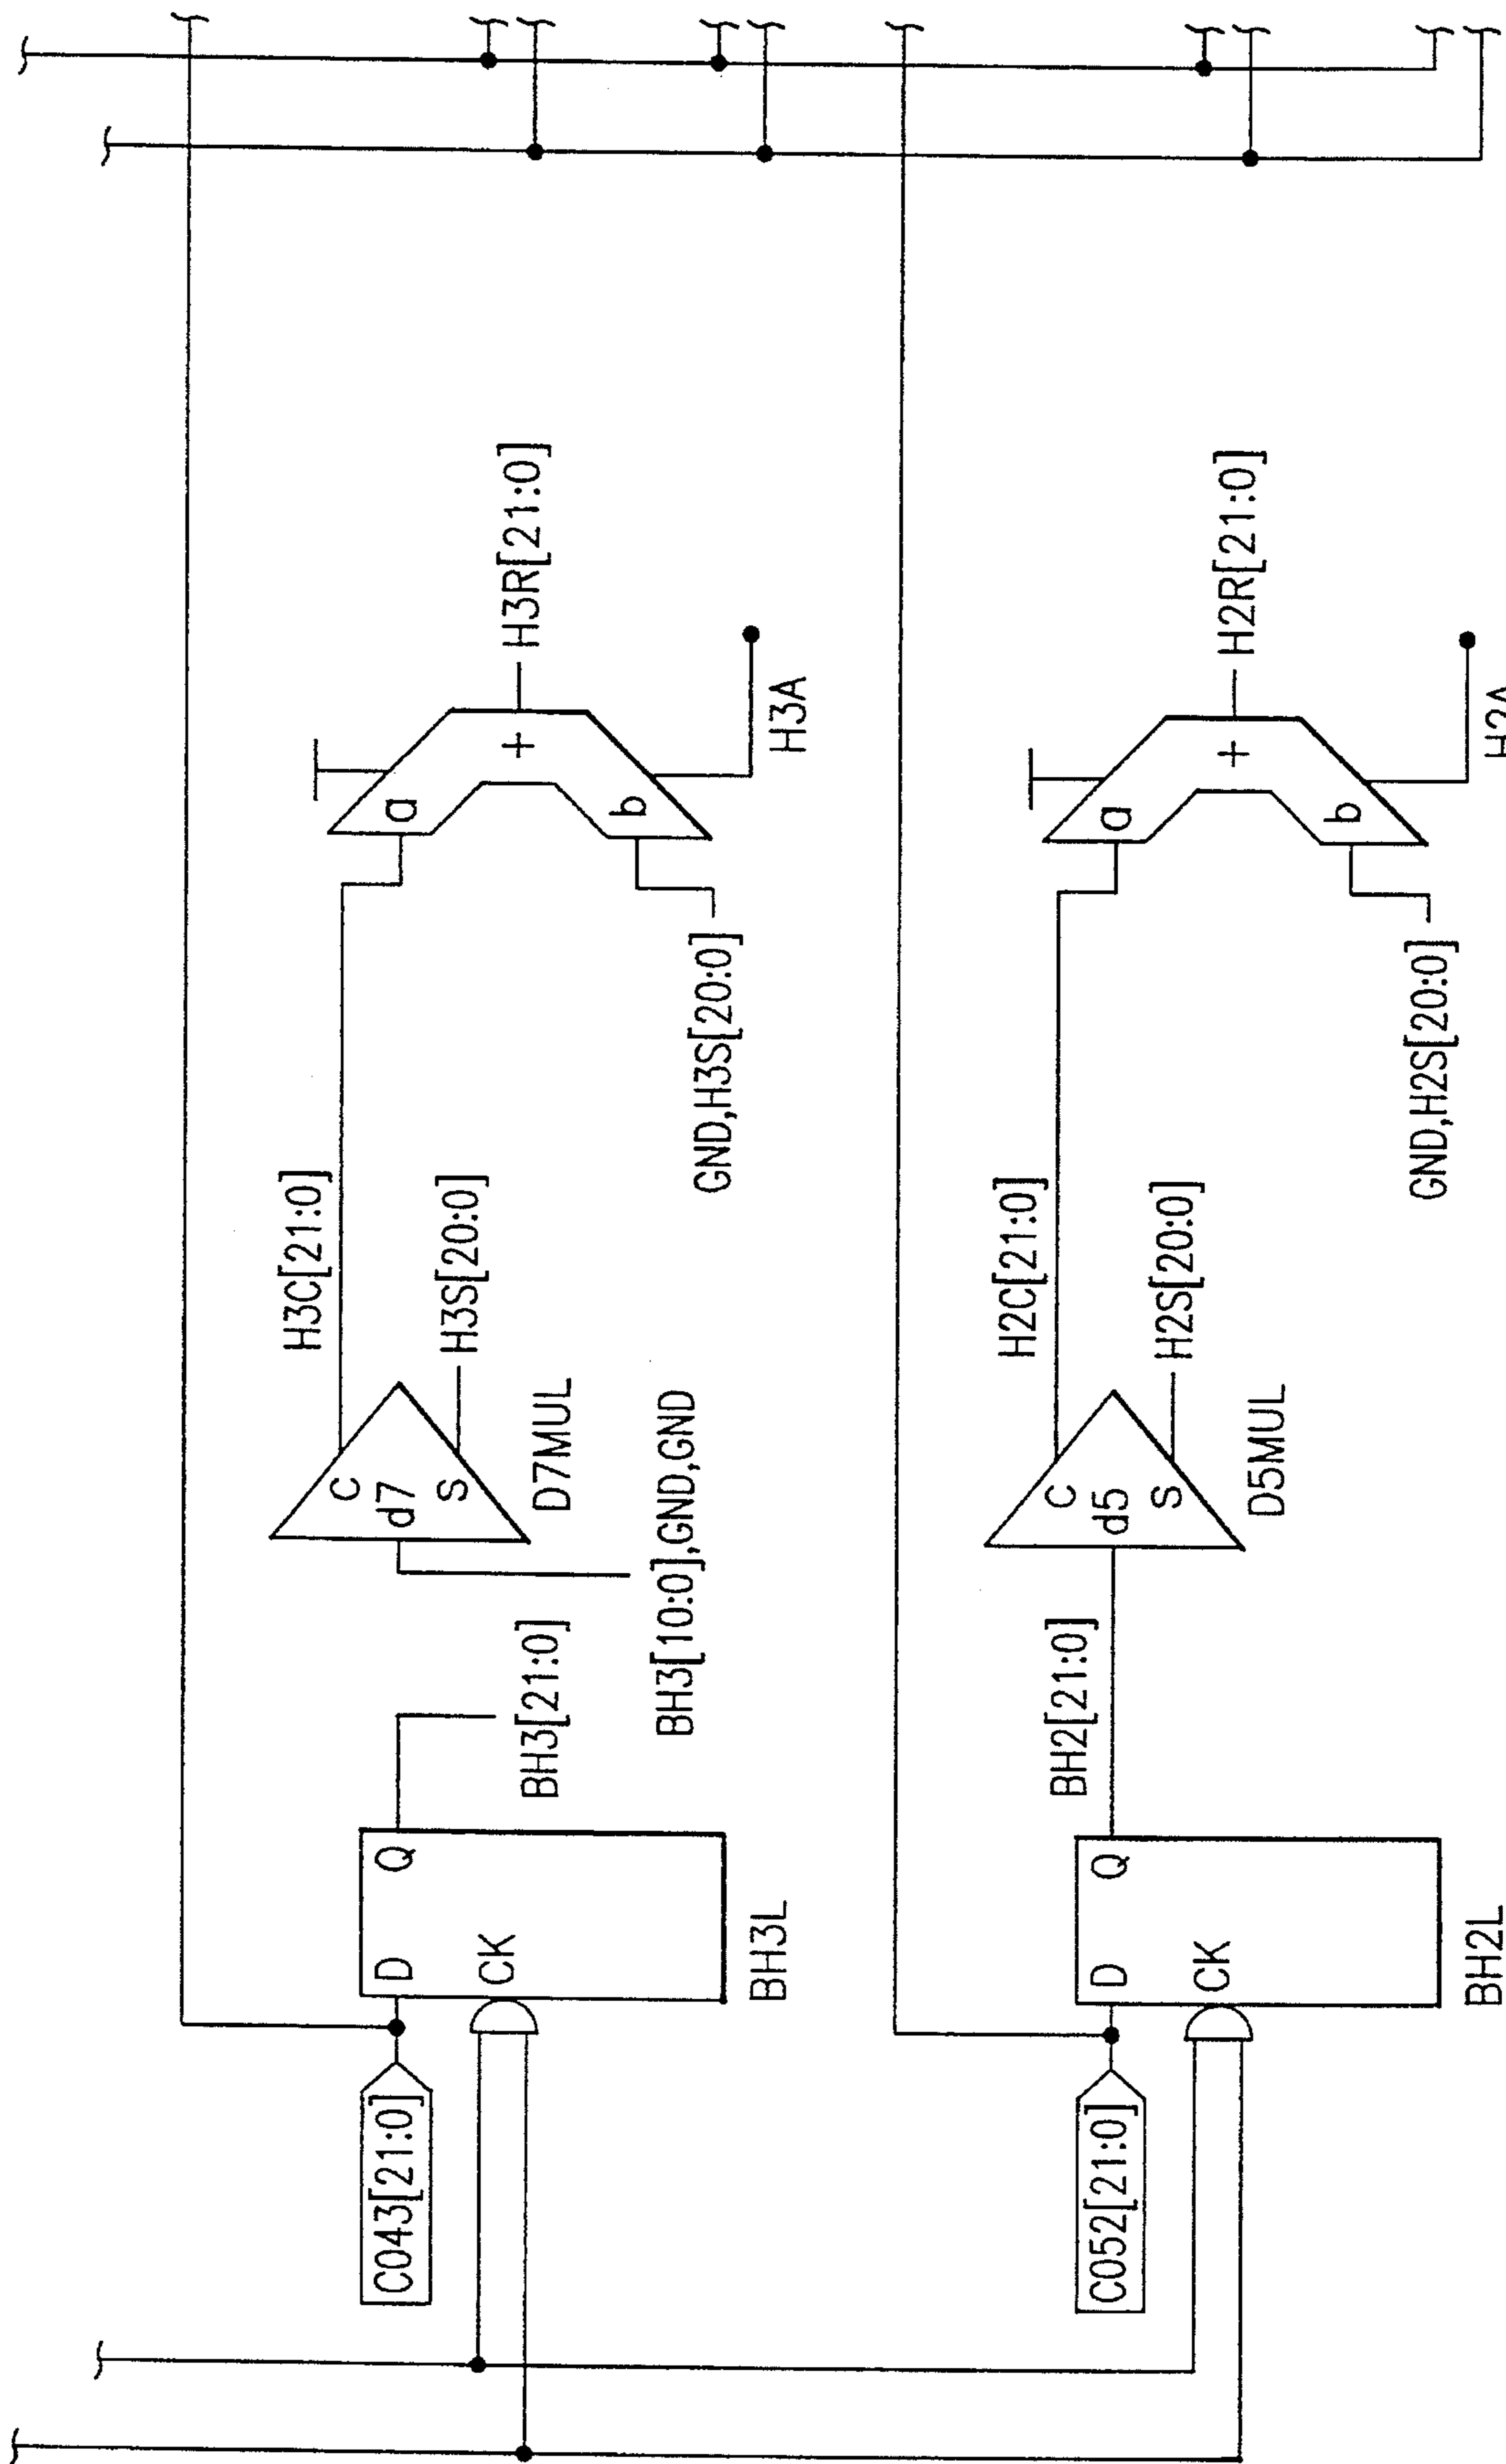 C043[21:0]
D
Q
CK
BH3L
BH3[21:0]
BH3[10:0],GND,GND
C
d7
S
D7MUL
H3C[21:0]
H3S[20:0]
GND,H3S[20:0]
a
+
b
H3A
H3R[21:0]
C052[21:0]
D
Q
CK
BH2L
BH2[21:0]
C
d5
S
D5MUL
H2C[21:0]
H2S[20:0]
GND,H2S[20:0]
a
+
b
H2R[21:0]